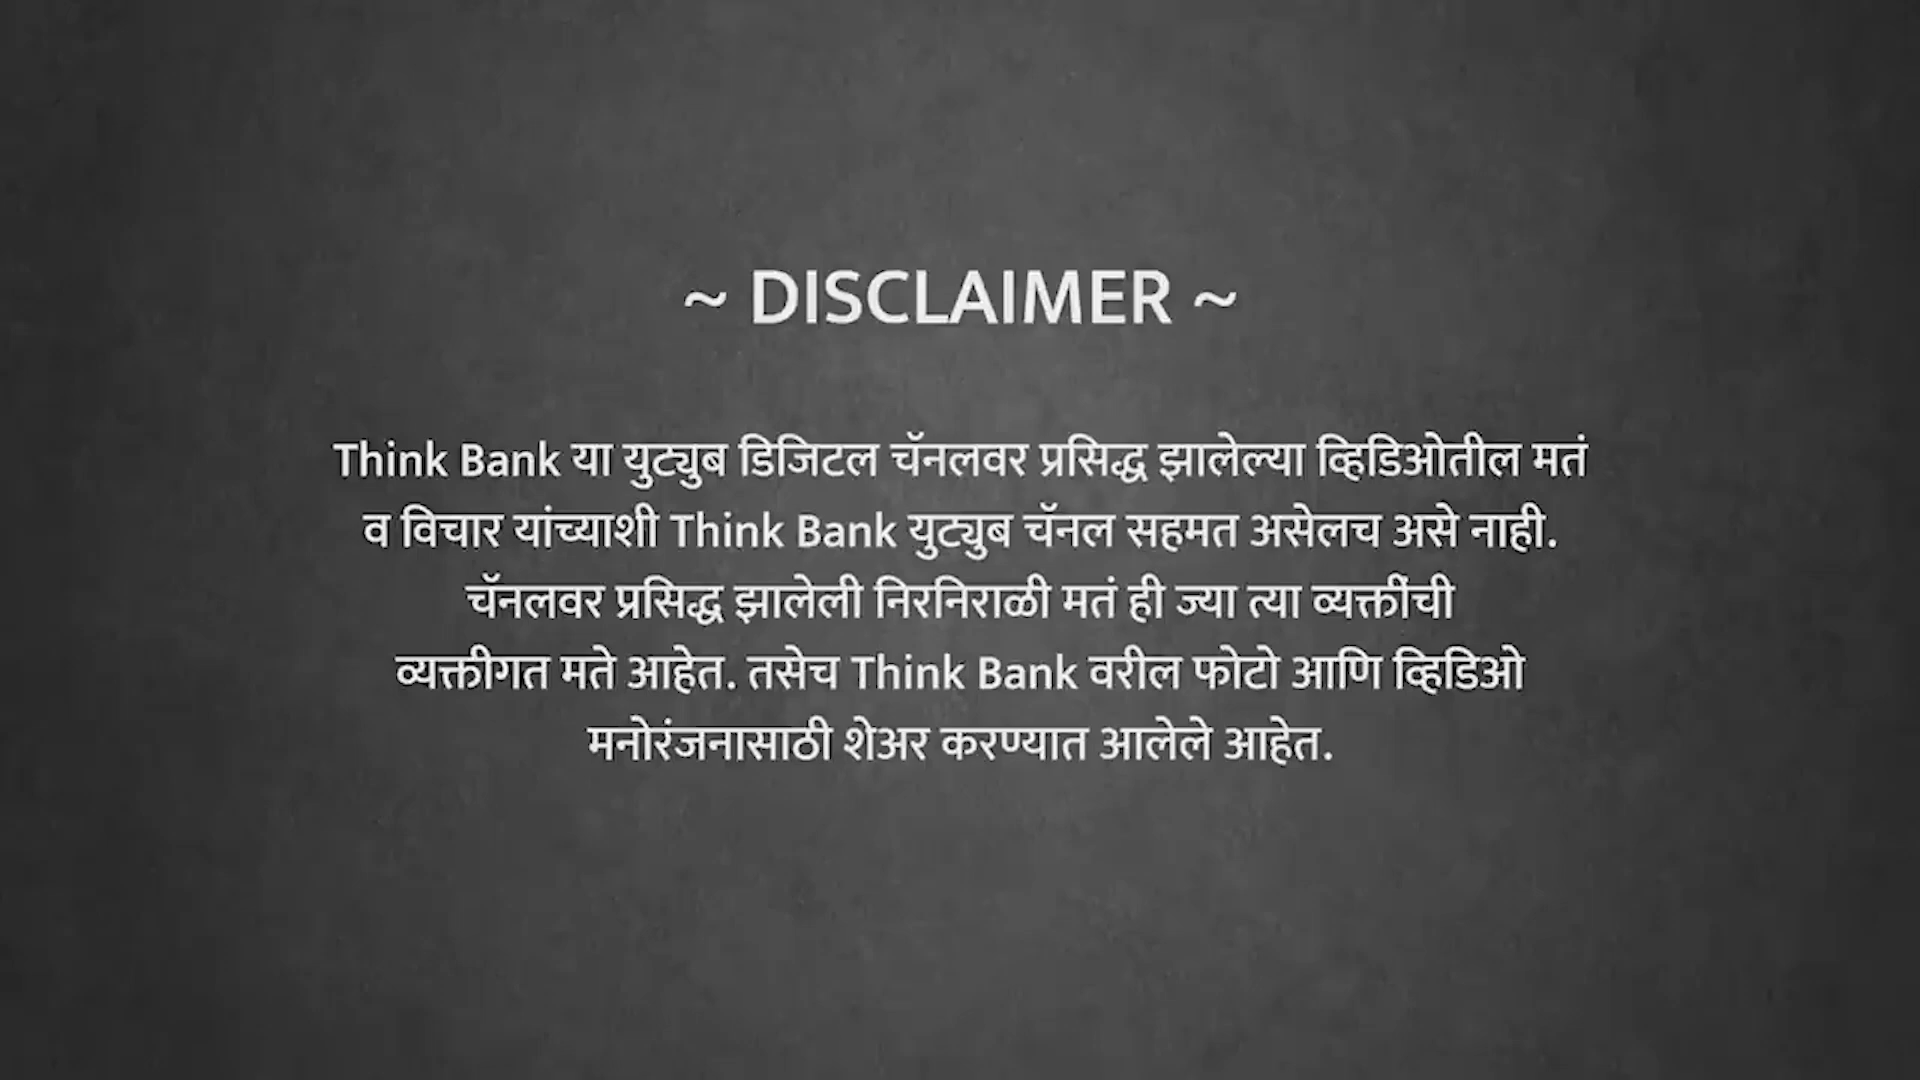 ~ DISCLAIMER ~
Think Bank या युट्युब डिजिटल चॅनलवर प्रसिद्ध झालेल्या व्हिडिओतील मतं
व विचार यांच्याशी Think Bank युट्युब चॅनल सहमत असेलच असे नाही.
चॅनलवर प्रसिद्ध झालेली निरनिराळी मतं ही ज्या त्या व्यक्तींची
व्यक्तीगत मते आहेत. तसेच Think Bank वरील फोटो आणि व्हिडिओ
मनोरंजनासाठी शेअर करण्यात आलेले आहेत.